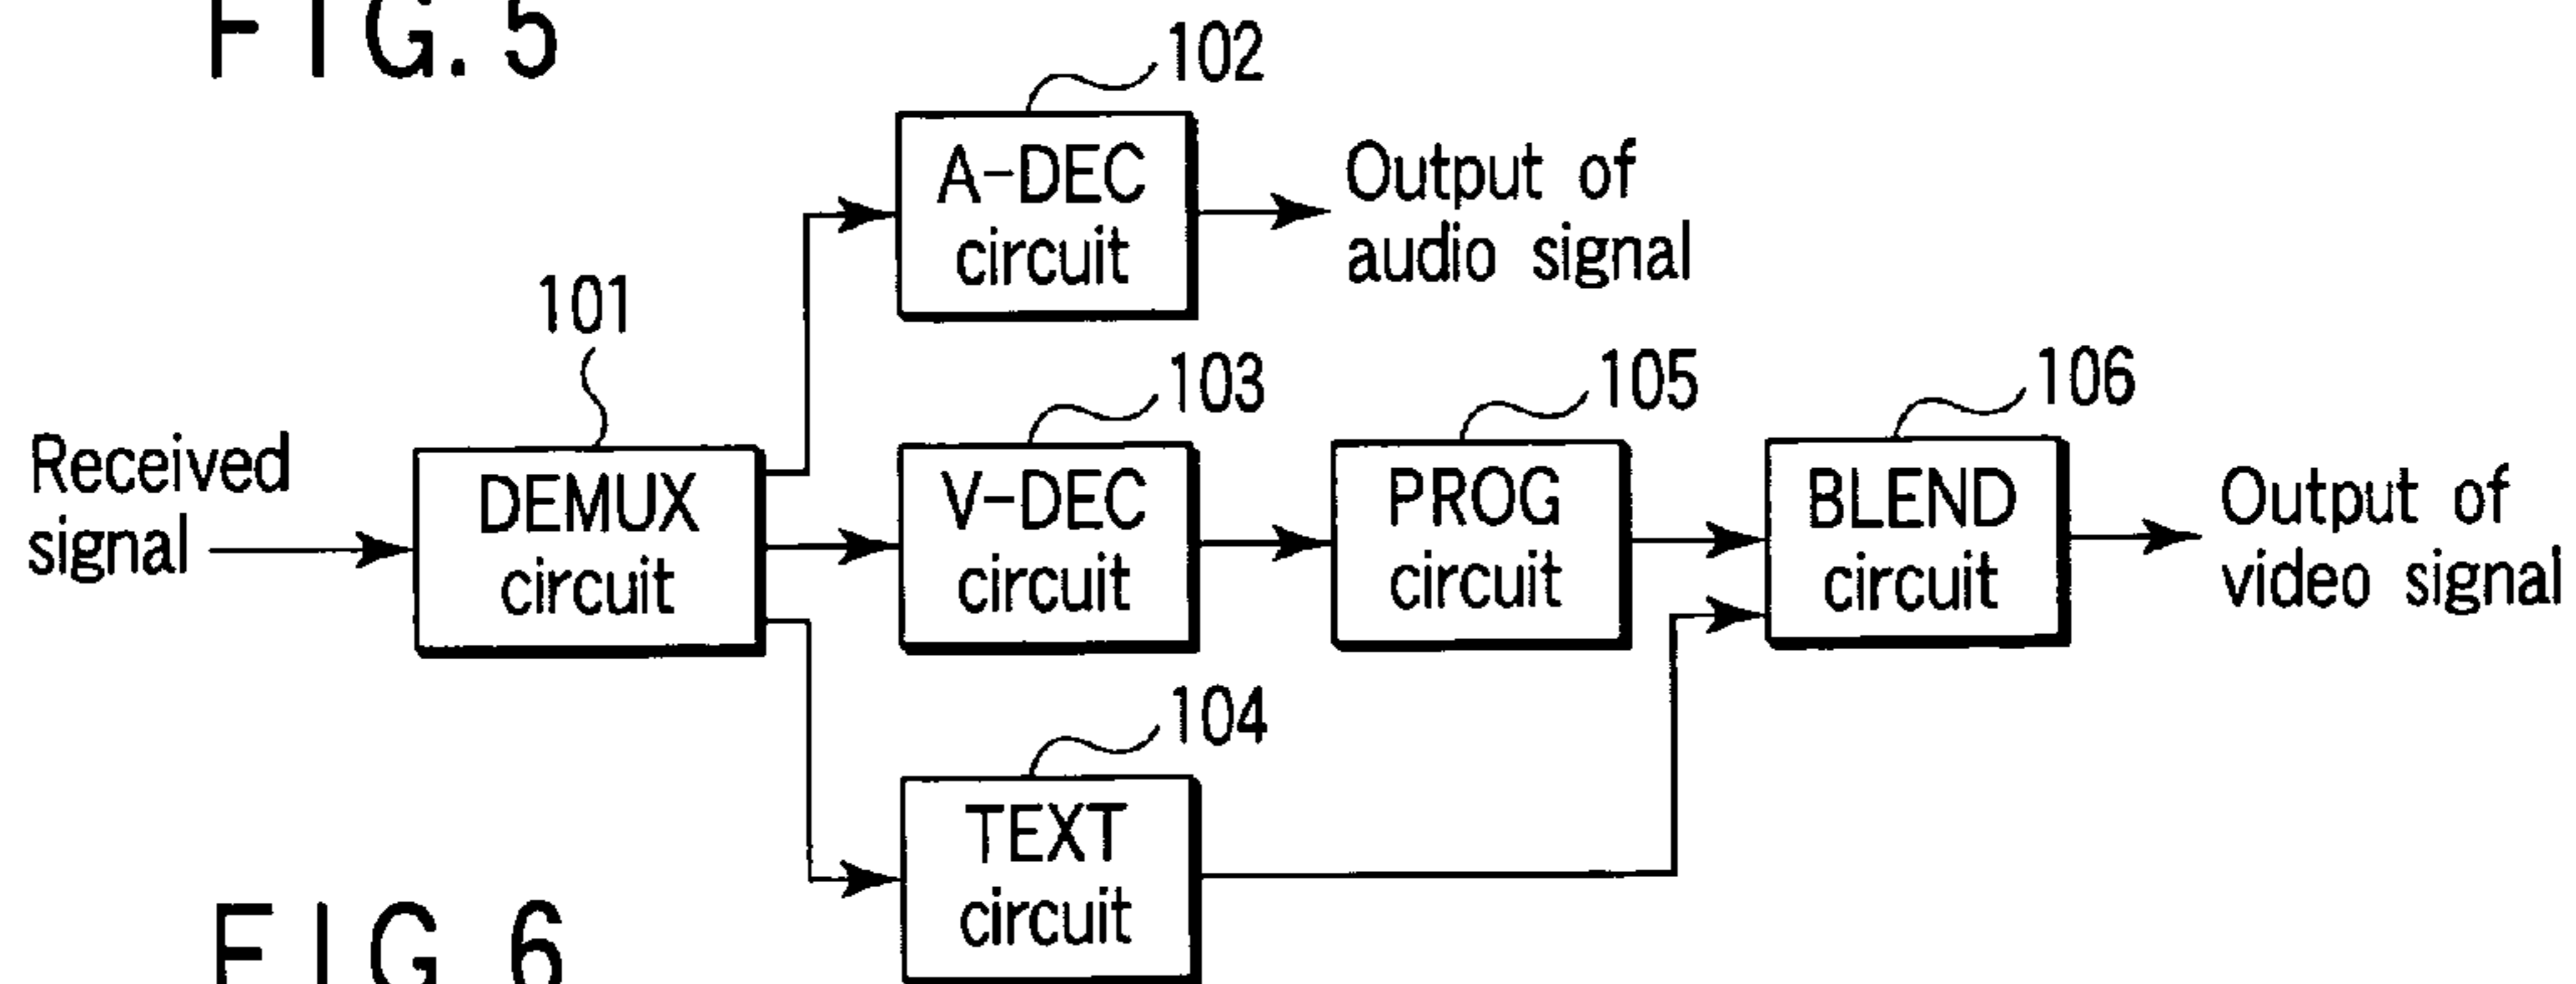 FIG. 5
102
A-DEC
circuit
Output of
audio signal
101
Received
signal
DEMUX
circuit
103
V-DEC
circuit
105
PROG
circuit
106
BLEND
circuit
Output of
video signal
104
TEXT
circuit
FIG. 6